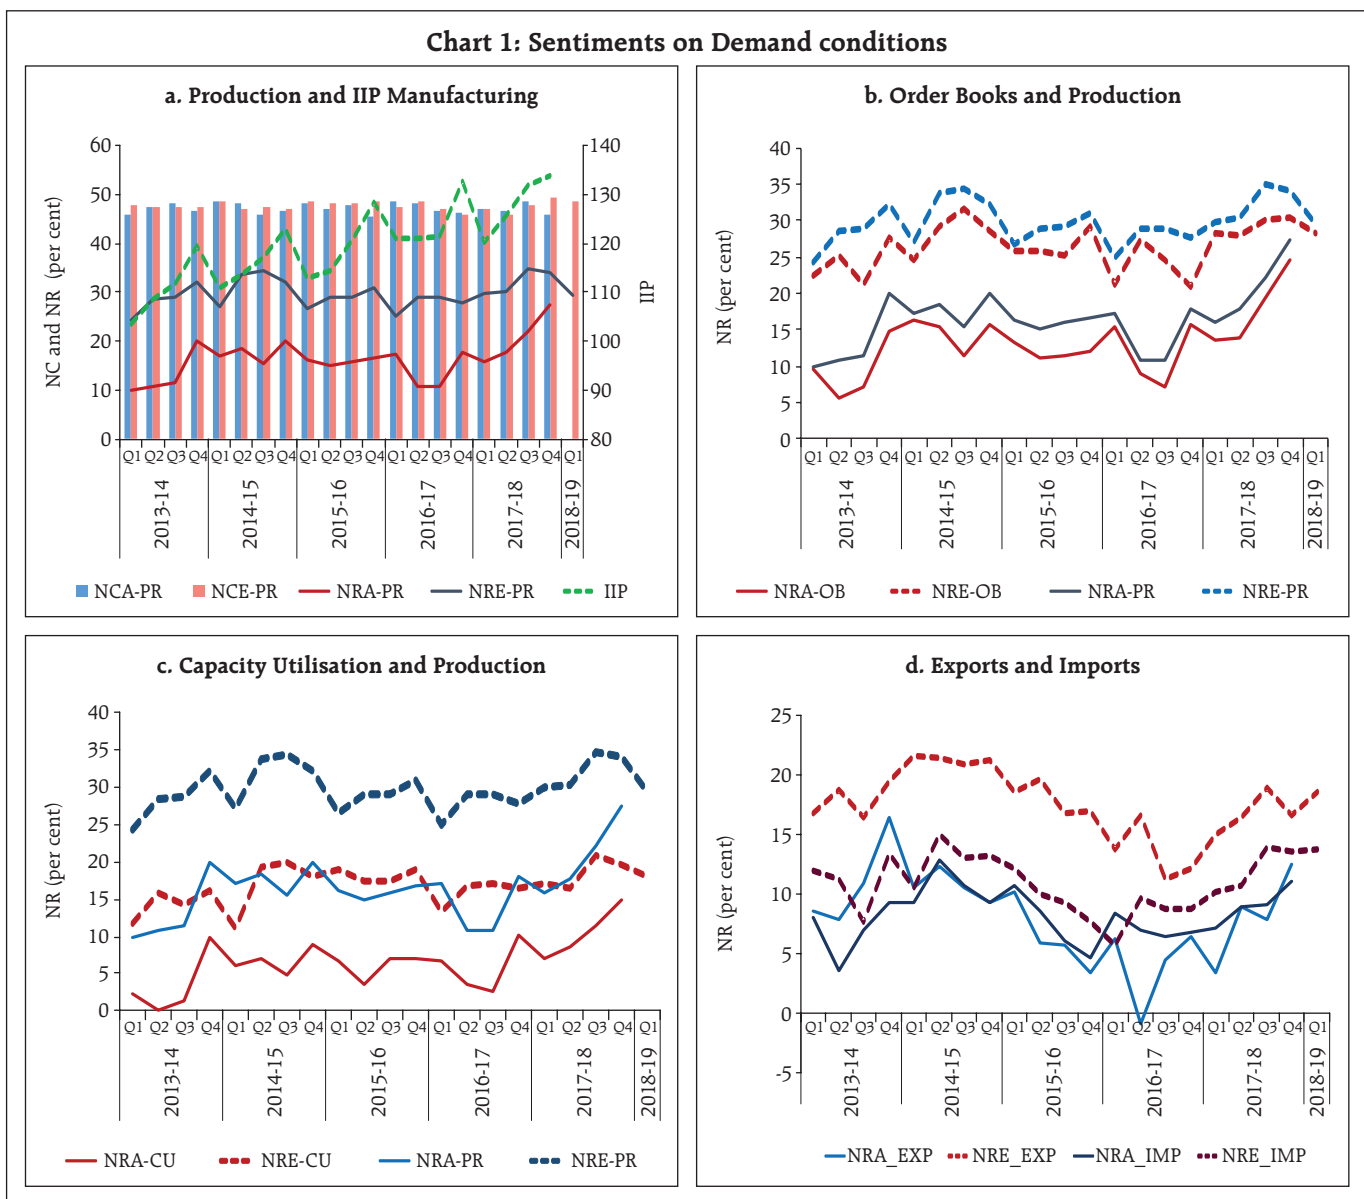 Chart 1: Sentiments on Demand conditions
a. Production and IIP Manufacturing
NC and NR (per cent)
60
50
40
30
20
10
0
140
130
120
110
100
90
80
IIP
Q1 Q2 Q3 Q4 Q1 Q2 Q3 Q4 Q1 Q2 Q3 Q4 Q1 Q2 Q3 Q4 Q1 Q2 Q3 Q4 Q1
2013-14 2014-15 2015-16 2016-17 2017-18 2018-19
NCA-PR NCE-PR NRA-PR NRE-PR IIP
b. Order Books and Production
NR (per cent)
40
35
30
25
20
15
10
5
0
Q1 Q2 Q3 Q4 Q1 Q2 Q3 Q4 Q1 Q2 Q3 Q4 Q1 Q2 Q3 Q4 Q1 Q2 Q3 Q4 Q1
2013-14 2014-15 2015-16 2016-17 2017-18 2018-19
NRA-OB NRE-OB NRA-PR NRE-PR
c. Capacity Utilisation and Production
NR (per cent)
40
35
30
25
20
15
10
5
0
Q1 Q2 Q3 Q4 Q1 Q2 Q3 Q4 Q1 Q2 Q3 Q4 Q1 Q2 Q3 Q4 Q1 Q2 Q3 Q4 Q1
2013-14 2014-15 2015-16 2016-17 2017-18 2018-19
NRA-CU NRE-CU NRA-PR NRE-PR
d. Exports and Imports
NR (per cent)
25
20
15
10
5
0
-5
Q1 Q2 Q3 Q4 Q1 Q2 Q3 Q4 Q1 Q2 Q3 Q4 Q1 Q2 Q3 Q4 Q1 Q2 Q3 Q4 Q1
2013-14 2014-15 2015-16 2016-17 2017-18 2018-19
NRA_EXP NRE_EXP NRA_IMP NRE_IMP